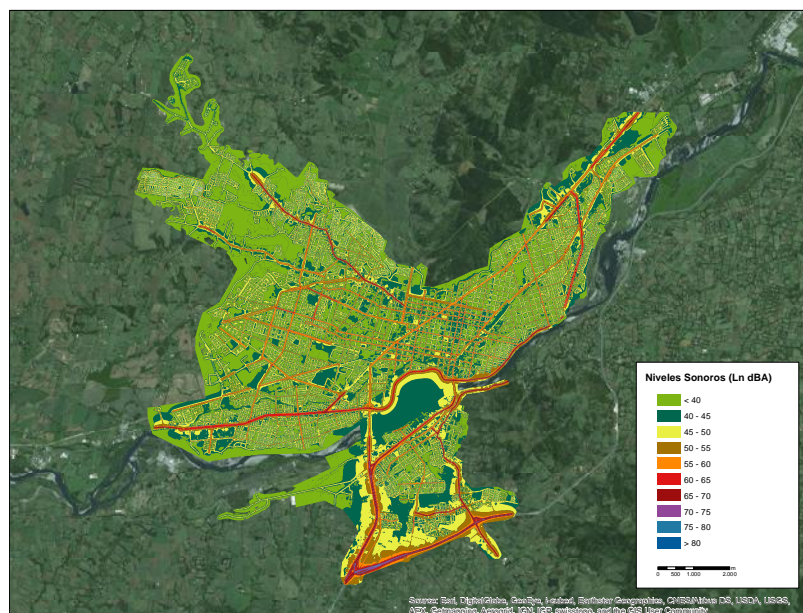 Niveles Sonoros (Ln dBA)
< 40
40 - 45
45 - 50
50 - 55
55 - 60
60 - 65
65 - 70
70 - 75
75 - 80
> 80
0 500 1.000 2.000 m
Source: Esri, DigitalGlobe, GeoEye, i-cubed, Earthstar Geographics, CNES/Airbus DS, USDA, USGS,
AEX, Getmapping, Aerogrid, IGN, IGP, swisstopo, and the GIS User Community